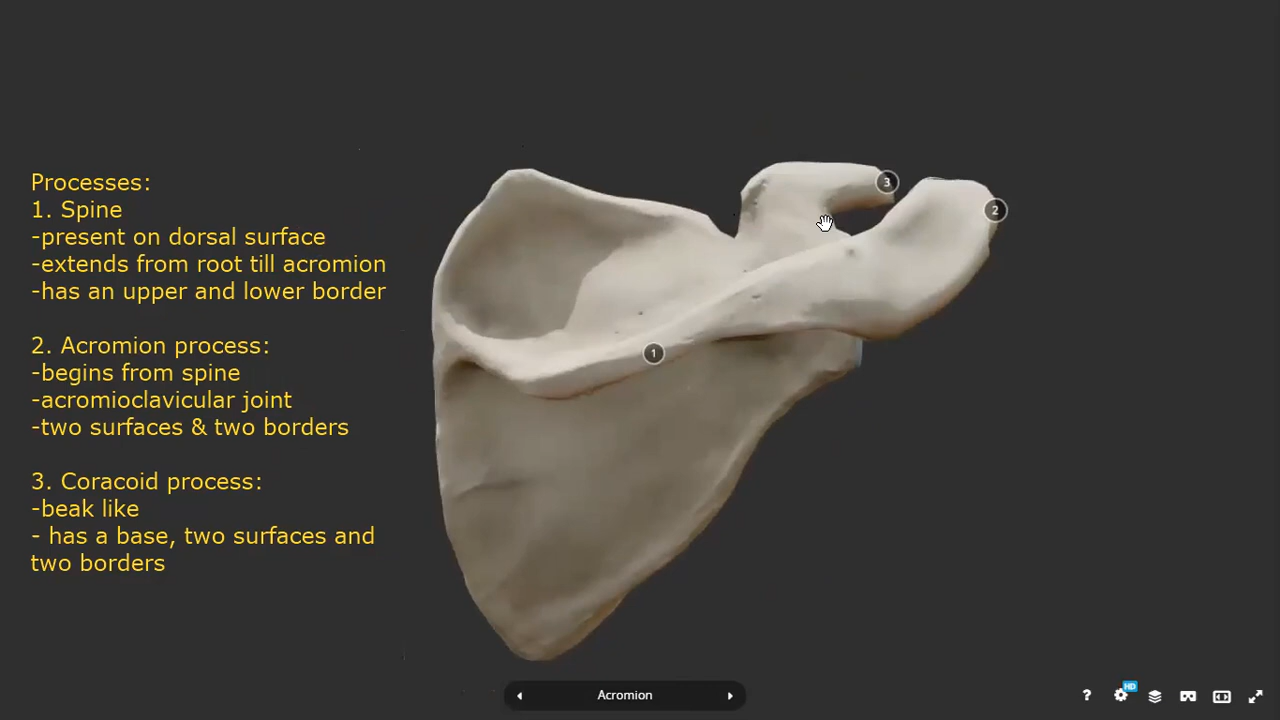 Processes:
1. Spine
-present on dorsal surface
-extends from root till acromion
-has an upper and lower border
2. Acromion process:
-begins from spine
-acromioclavicular joint
-two surfaces & two borders
3. Coracoid process:
-beak like
- has a base, two surfaces and
two borders
3
2
1
Acromion
?
HD